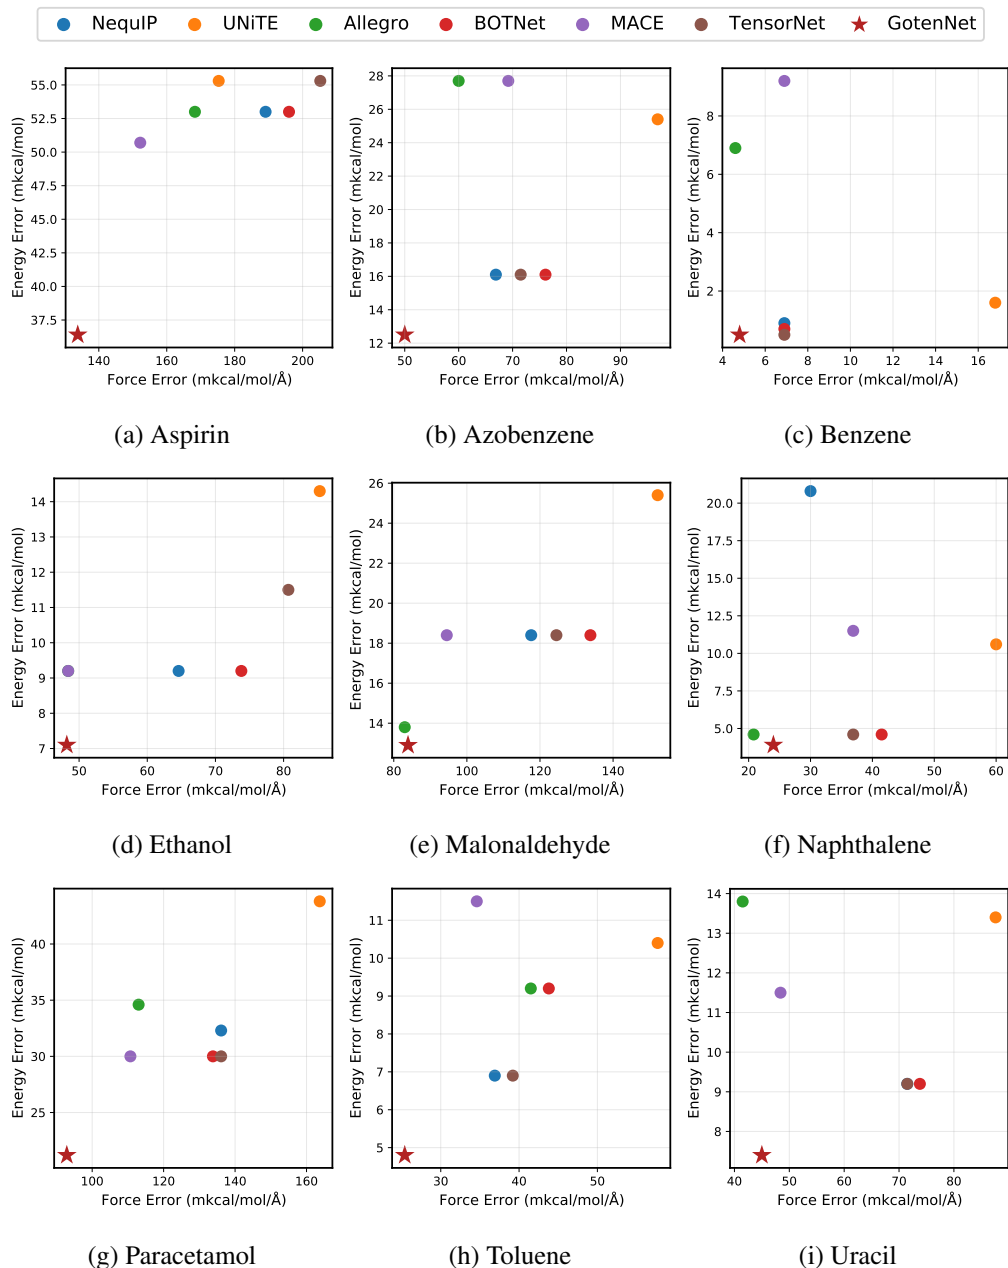 NequIP UNiTE Allegro BOTNet MACE TensorNet GotenNet
55.0
52.5
50.0
47.5
45.0
42.5
40.0
37.5
Energy Error (mkcal/mol)
140 160 180 200
Force Error (mkcal/mol/Å)
(a) Aspirin
28
26
24
22
20
18
16
14
12
Energy Error (mkcal/mol)
50 60 70 80 90
Force Error (mkcal/mol/Å)
(b) Azobenzene
8
6
4
2
Energy Error (mkcal/mol)
4 6 8 10 12 14 16
Force Error (mkcal/mol/Å)
(c) Benzene
14
13
12
11
10
9
8
7
Energy Error (mkcal/mol)
50 60 70 80
Force Error (mkcal/mol/Å)
(d) Ethanol
26
24
22
20
18
16
14
Energy Error (mkcal/mol)
80 100 120 140
Force Error (mkcal/mol/Å)
(e) Malonaldehyde
20.0
17.5
15.0
12.5
10.0
7.5
5.0
Energy Error (mkcal/mol)
20 30 40 50 60
Force Error (mkcal/mol/Å)
(f) Naphthalene
40
35
30
25
Energy Error (mkcal/mol)
100 120 140 160
Force Error (mkcal/mol/Å)
(g) Paracetamol
11
10
9
8
7
6
5
Energy Error (mkcal/mol)
30 40 50
Force Error (mkcal/mol/Å)
(h) Toluene
14
13
12
11
10
9
8
Energy Error (mkcal/mol)
40 50 60 70 80
Force Error (mkcal/mol/Å)
(i) Uracil